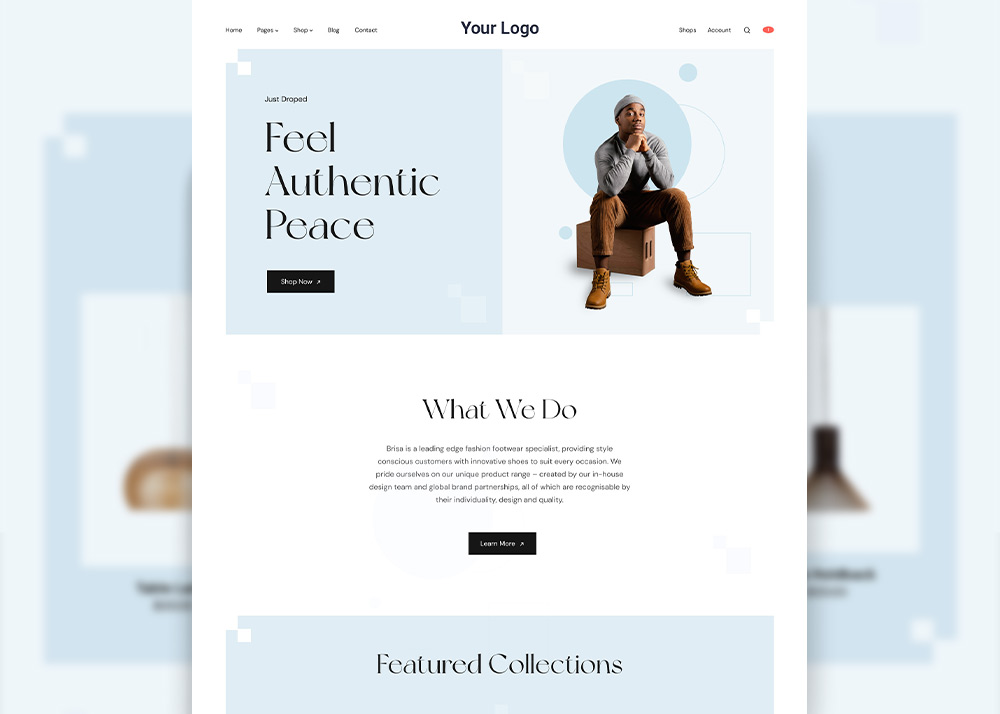 Home Pages Shop Blog Contact
Your Logo
Shops Account
Just Droped
Feel
Authentic
Peace
Shop Now
What We Do
Brisa is a leading edge fashion footwear specialist, providing style
conscious customers with innovative shoes to suit every occasion. We
pride ourselves on our unique product range – created by our in-house
design team and global brand partnerships, all of which are recognisable by
their individuality, design and quality.
Learn More
Featured Collections